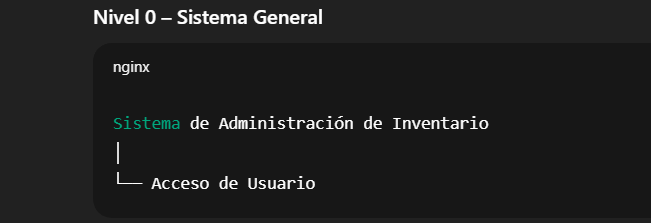 Nivel 0 – Sistema General
nginx
Sistema de Administración de Inventario
│
└── Acceso de Usuario